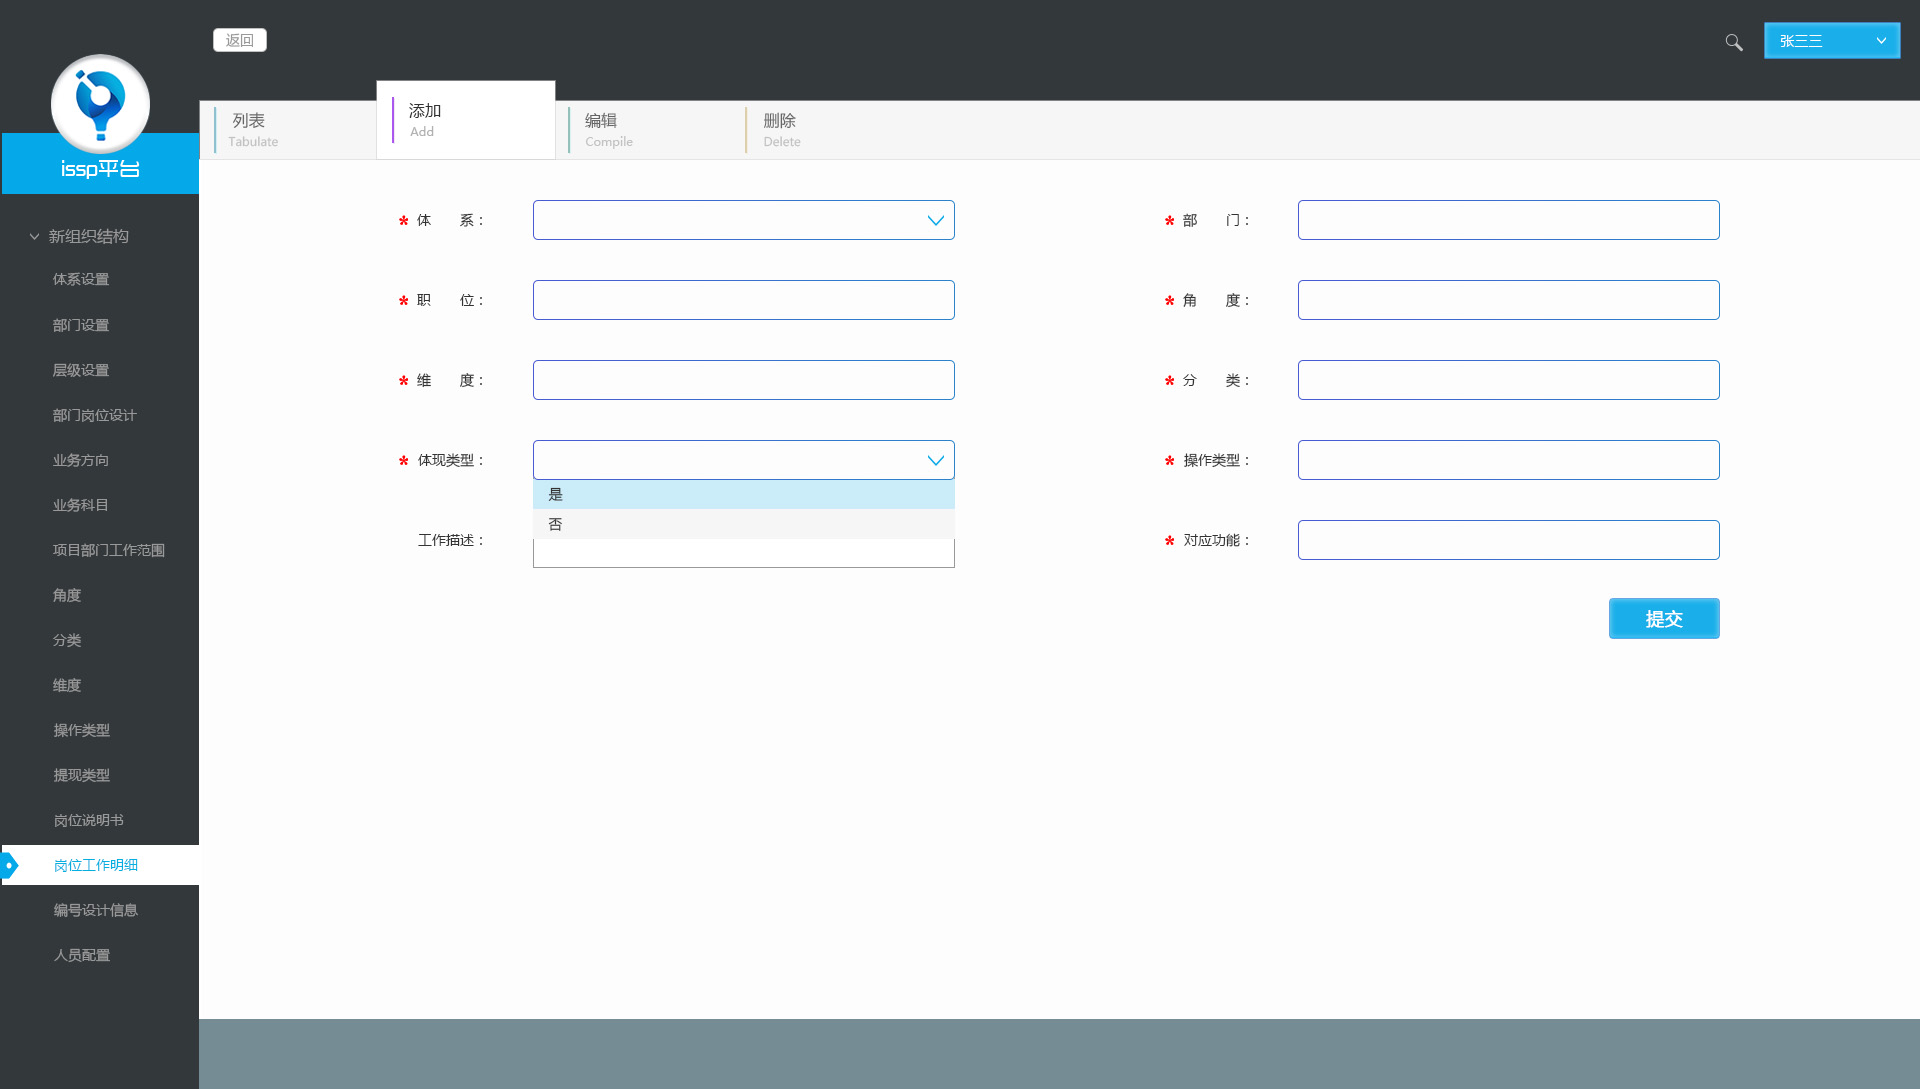 返回
张三三
issp平台
列表
Tabulate
添加
Add
编辑
Compile
删除
Delete
新组织结构
体系设置
部门设置
层级设置
部门岗位设计
业务方向
业务科目
项目部门工作范围
角度
分类
维度
操作类型
提现类型
岗位说明书
岗位工作明细
编号设计信息
人员配置
* 体 系：
* 部 门：
* 职 位：
* 角 度：
* 维 度：
* 分 类：
* 体现类型：
* 操作类型：
是
否
工作描述：
* 对应功能：
提交